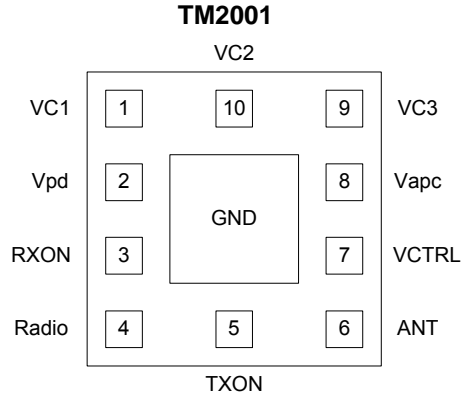 TM2001
VC2
VC1 1 10 9 VC3
Vpd 2 8 Vapc
GND
RXON 3 7 VCTRL
Radio 4 5 6 ANT
TXON